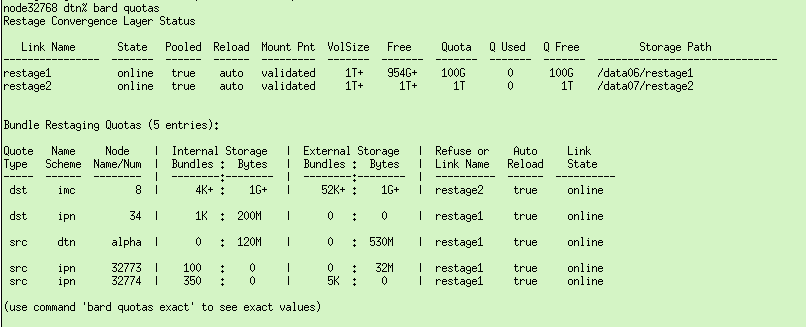 node32768 dtn% bard quotas
Restage Convergence Layer Status
Link Name State Pooled Reload Mount Pnt VolSize Free Quota Q Used Q Free Storage Path
--------------- ------- ------ ------ --------- ------- ------ ------ ------ ------ -------------------------
restage1 online true auto validated 1T+ 954G+ 100G 0 100G /data06/restage1
restage2 online true auto validated 1T+ 1T+ 1T 0 1T /data07/restage2
Bundle Restaging Quotas (5 entries):
Quote Name Node | Internal Storage | External Storage | Refuse or Auto Link
Type Scheme Name/Num | Bundles : Bytes | Bundles : Bytes | Link Name Reload State
----- ------ -------- | -------:------- | -------:------- | --------- ------ ----------
dst imc 8 | 4K+ : 1G+ | 52K+ : 1G+ | restage2 true online
dst ipn 34 | 1K : 200M | 0 : 0 | restage1 true online
src dtn alpha | 0 : 120M | 0 : 530M | restage1 true online
src ipn 32773 | 100 : 0 | 0 : 32M | restage1 true online
src ipn 32774 | 350 : 0 | 5K : 0 | restage1 true online
(use command 'bard quotas exact' to see exact values)